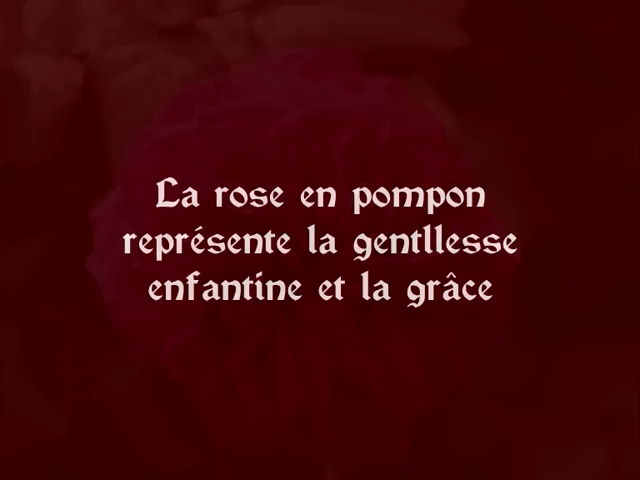 La rose en pompon
représente la gentllesse
enfantine et la grâce